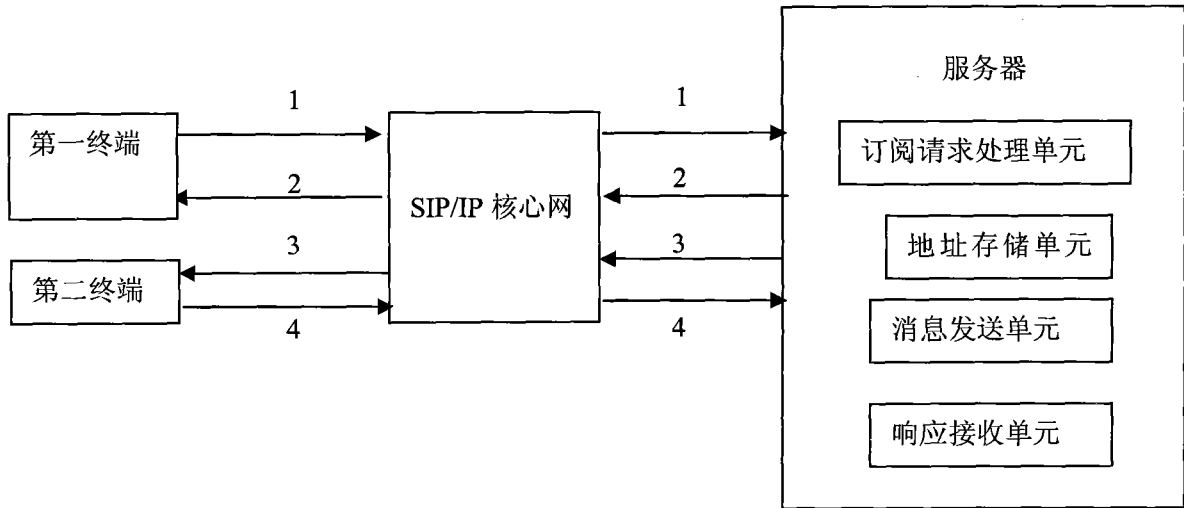 服务器
1
1
第一终端
订阅请求处理单元
2
2
SIP/IP 核心网
3
3
地址存储单元
第二终端
消息发送单元
4
4
响应接收单元